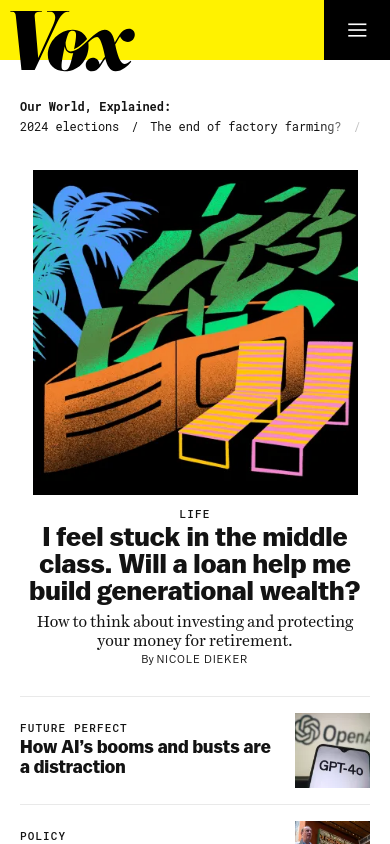 Vox
Our World, Explained:
2024 elections / The end of factory farming? /
LIFE
I feel stuck in the middle
class. Will a loan help me
build generational wealth?
How to think about investing and protecting
your money for retirement.
By NICOLE DIEKER
FUTURE PERFECT
How AI’s booms and busts are
a distraction
OpenA
GPT-4o
POLICY